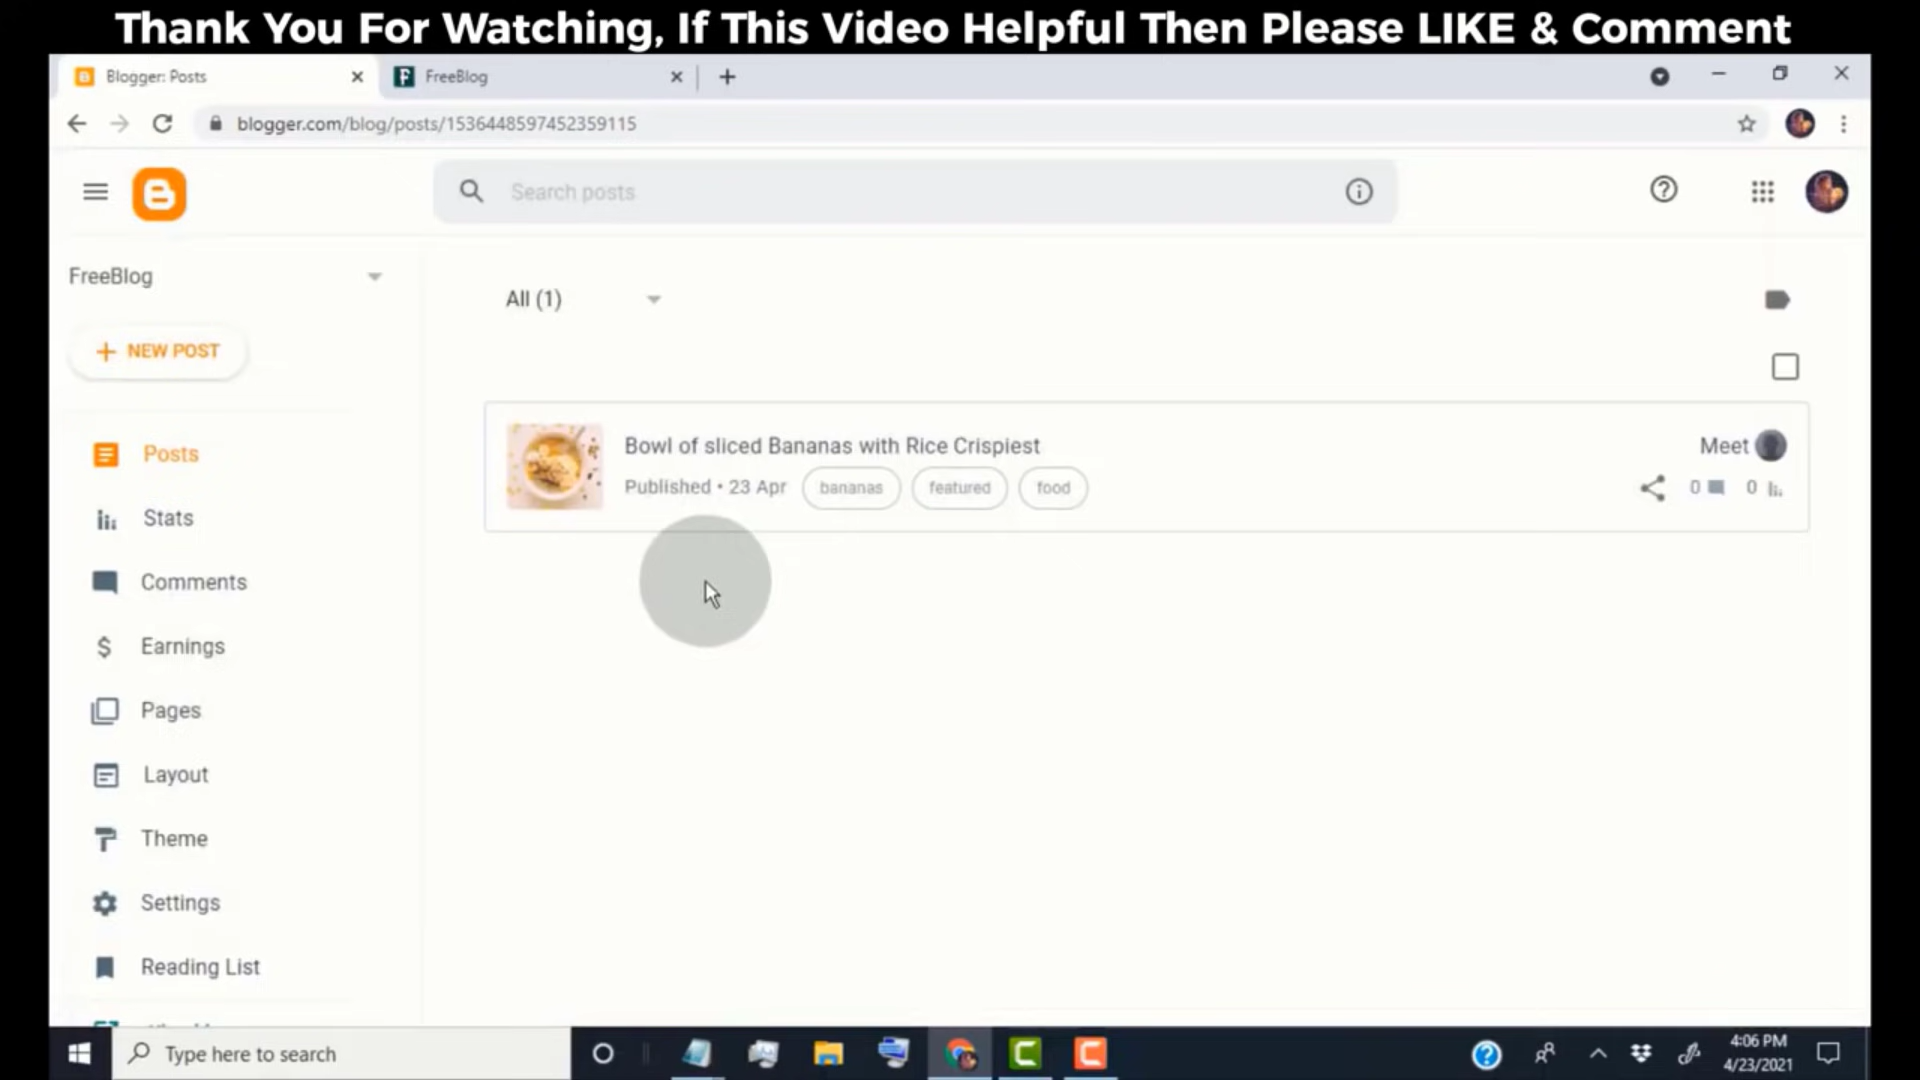 Thank You For Watching, If This Video Helpful Then Please LIKE & Comment
Blogger: Posts
FreeBlog
blogger.com/blog/posts/1536448597452359115
Search posts
FreeBlog
All (1)
NEW POST
Posts
Stats
Comments
Earnings
Pages
Layout
Theme
Settings
Reading List
Bowl of sliced Bananas with Rice Crispiest
Meet
Published • 23 Apr bananas featured food
0 0
Type here to search
4:06 PM
4/23/2021